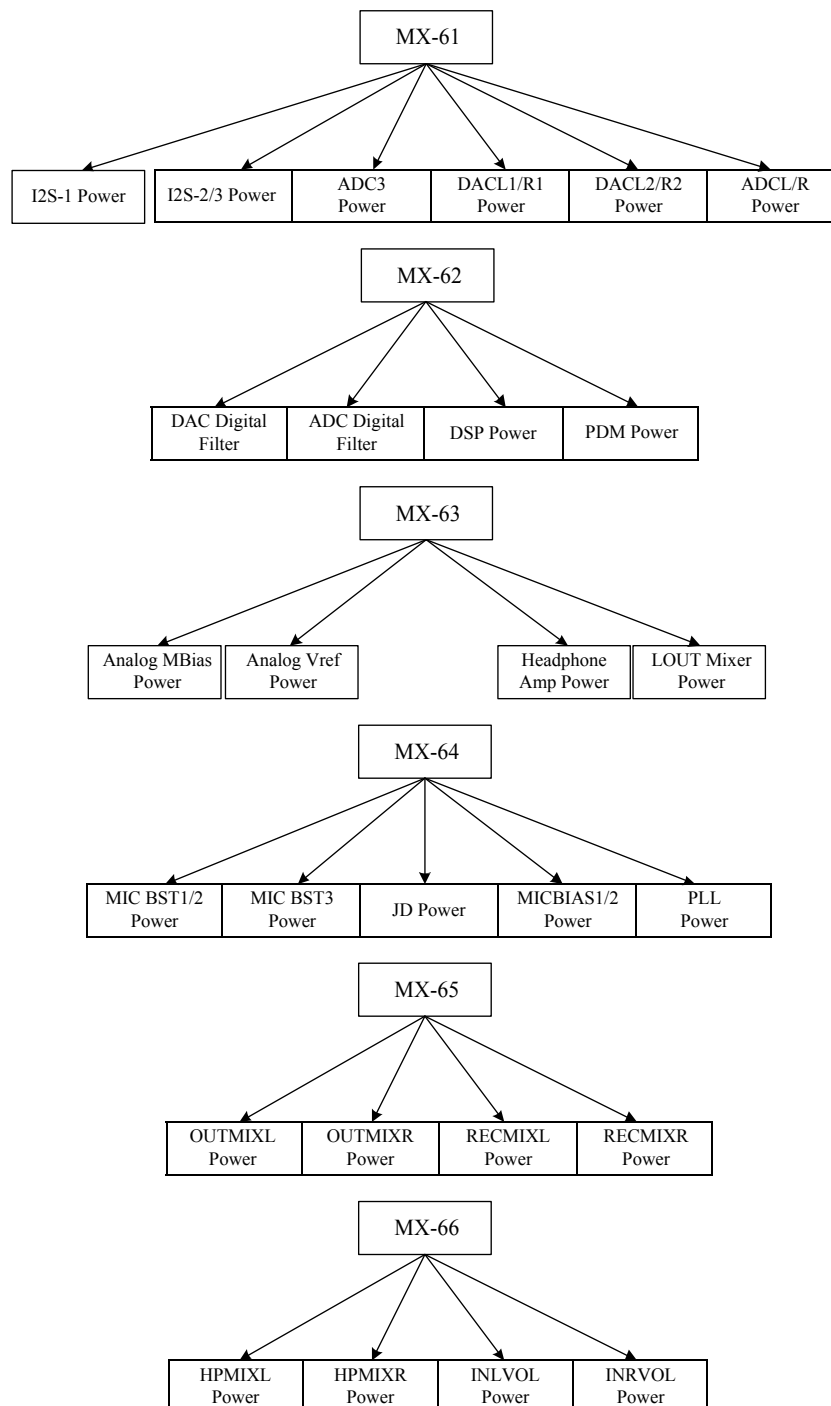 MX-61
I2S-1 Power
I2S-2/3 Power
ADC3
Power
DACL1/R1
Power
DACL2/R2
Power
ADCL/R
Power
MX-62
DAC Digital
Filter
ADC Digital
Filter
DSP Power
PDM Power
MX-63
Analog MBias
Power
Analog Vref
Power
Headphone
Amp Power
LOUT Mixer
Power
MX-64
MIC BST1/2
Power
MIC BST3
Power
JD Power
MICBIAS1/2
Power
PLL
Power
MX-65
OUTMIXL
Power
OUTMIXR
Power
RECMIXL
Power
RECMIXR
Power
MX-66
HPMIXL
Power
HPMIXR
Power
INLVOL
Power
INRVOL
Power